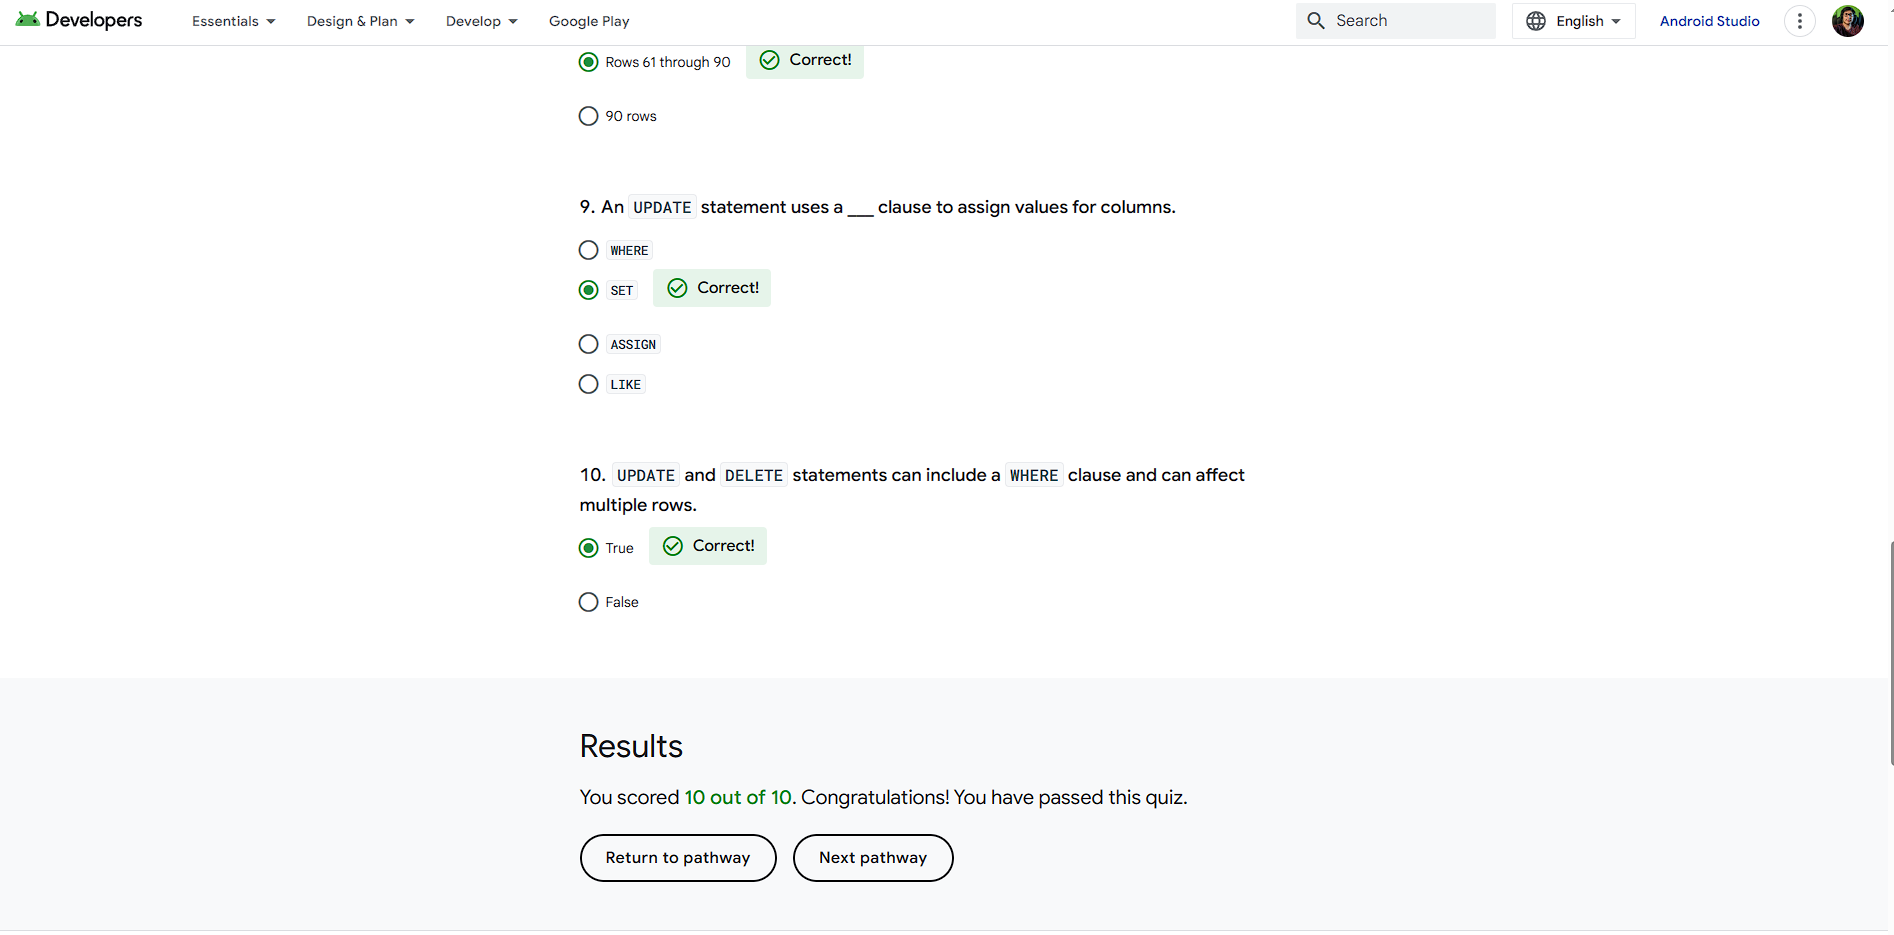 Developers
Essentials
Design & Plan
Develop
Google Play
Search
English
Android Studio
Rows 61 through 90
Correct!
90 rows
9. An UPDATE statement uses a ___ clause to assign values for columns.
WHERE
SET
Correct!
ASSIGN
LIKE
10. UPDATE and DELETE statements can include a WHERE clause and can affect
multiple rows.
True
Correct!
False
Results
You scored 10 out of 10. Congratulations! You have passed this quiz.
Return to pathway
Next pathway